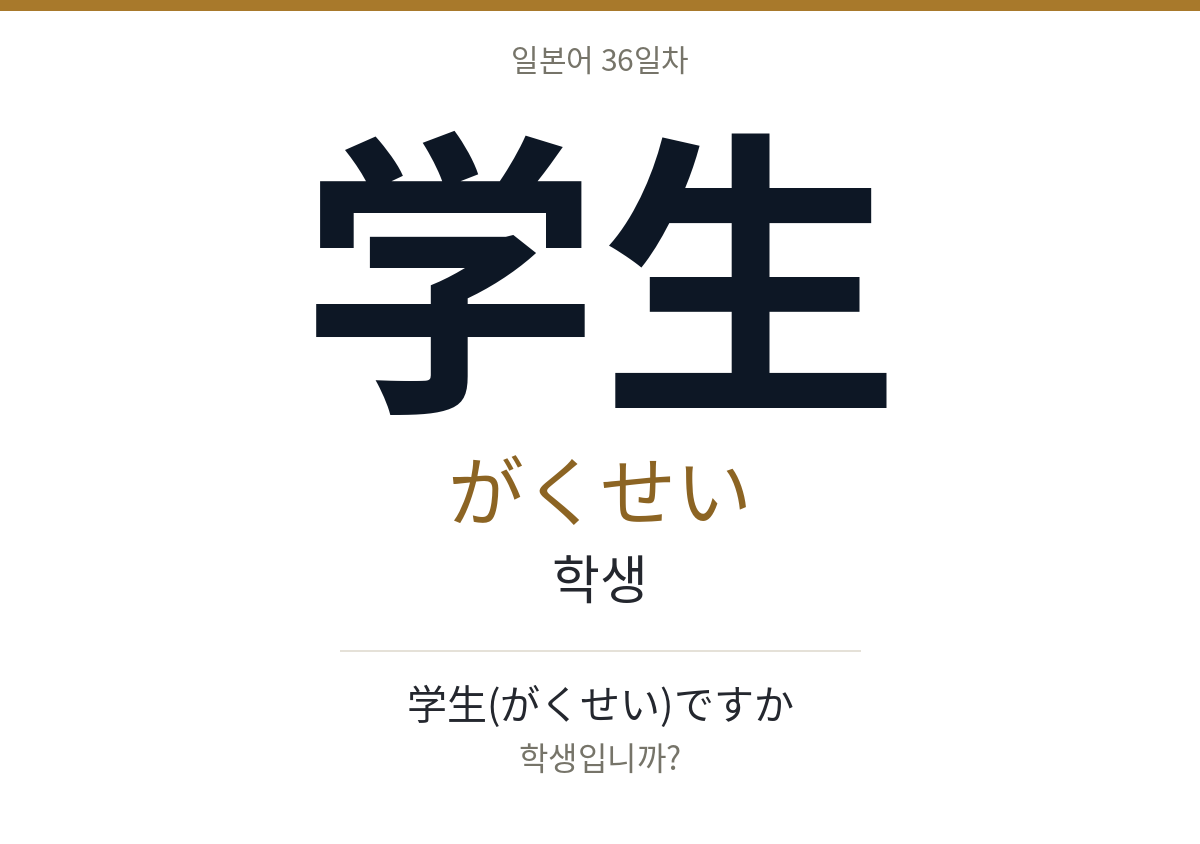 일본어 36일차
学生
がくせい
학생
学生(がくせい)ですか
학생입니까?